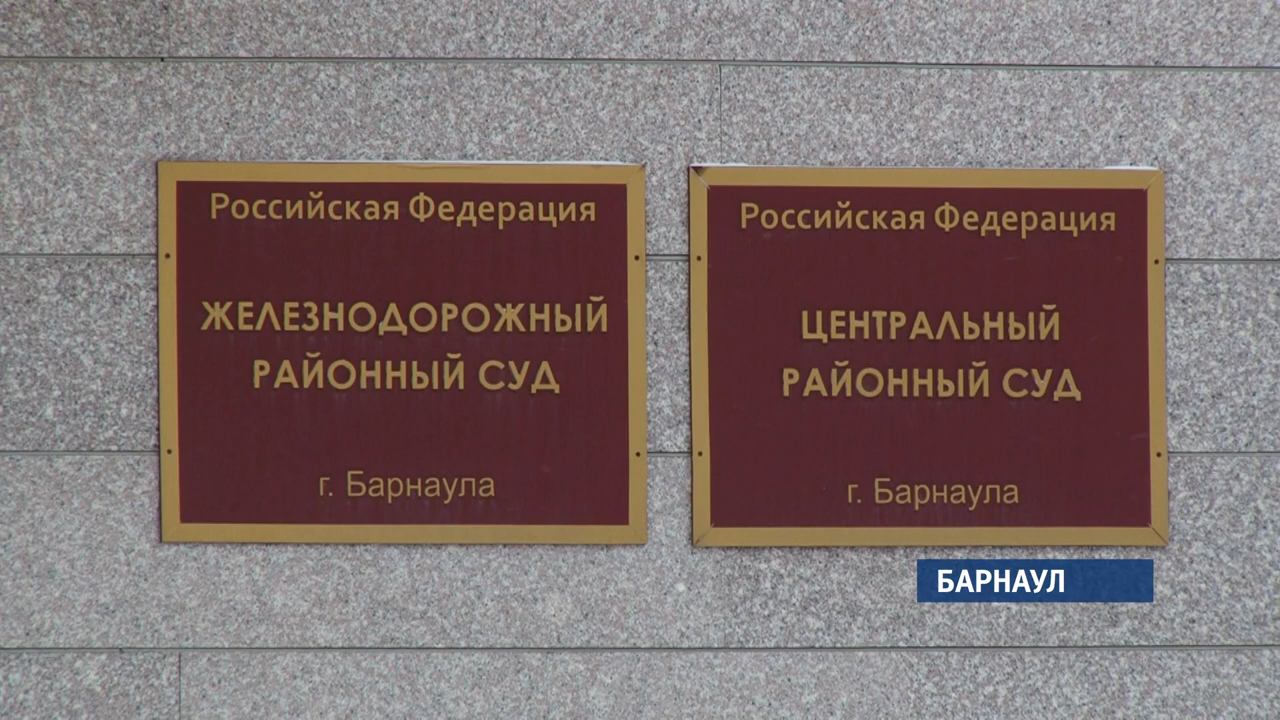 Российская Федерация
ЖЕЛЕЗНОДОРОЖНЫЙ
РАЙОННЫЙ СУД
г. Барнаула
Российская Федерация
ЦЕНТРАЛЬНЫЙ
РАЙОННЫЙ СУД
г. Барнаула
БАРНАУЛ